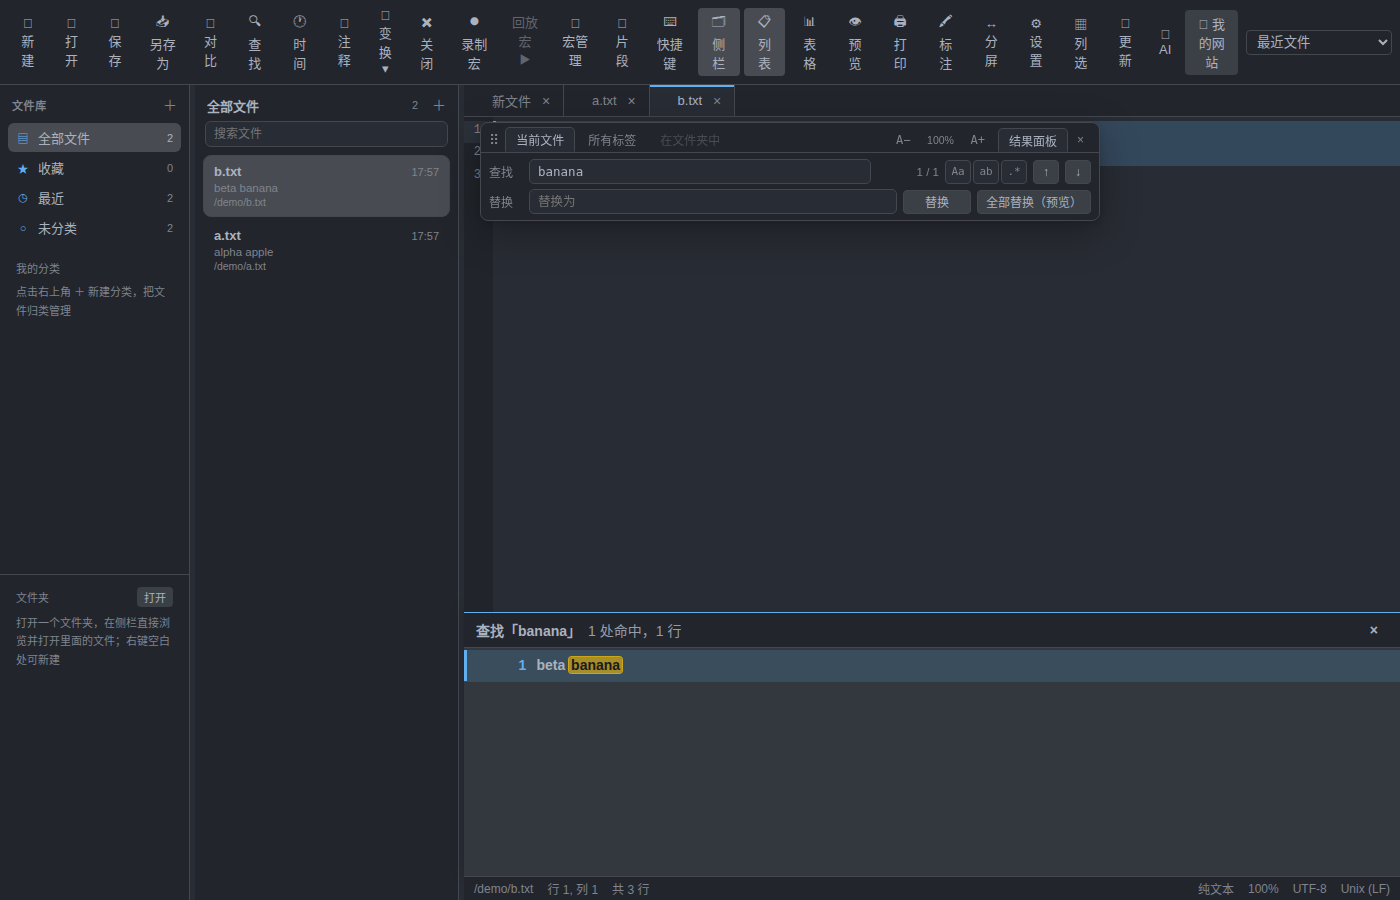 新建
打开
保存
另存为
对比
查找
时间
注释
变换 ▾
关闭
录制宏
回放宏 ▶
宏管理
片段
快捷键
侧栏
列表
表格
预览
打印
标注
分屏
设置
列选
更新
AI
我的网站
最近文件
文件库 ＋
全部文件 2
收藏 0
最近 2
未分类 2
我的分类
点击右上角 ＋ 新建分类，把文
件归类管理
文件夹 打开
打开一个文件夹，在侧栏直接浏
览并打开里面的文件；右键空白
处可新建
全部文件 2 ＋
搜索文件
b.txt 17:57
beta banana
/demo/b.txt
a.txt 17:57
alpha apple
/demo/a.txt
新文件 × a.txt × b.txt ×
1
2
3
当前文件 所有标签 在文件夹中 A− 100% A+ 结果面板 ×
查找 banana 1 / 1 Aa ab .* ↑ ↓
替换 替换为 替换 全部替换（预览）
查找「banana」 1 处命中，1 行 ×
1 beta banana
/demo/b.txt 行 1, 列 1 共 3 行 纯文本 100% UTF-8 Unix (LF)